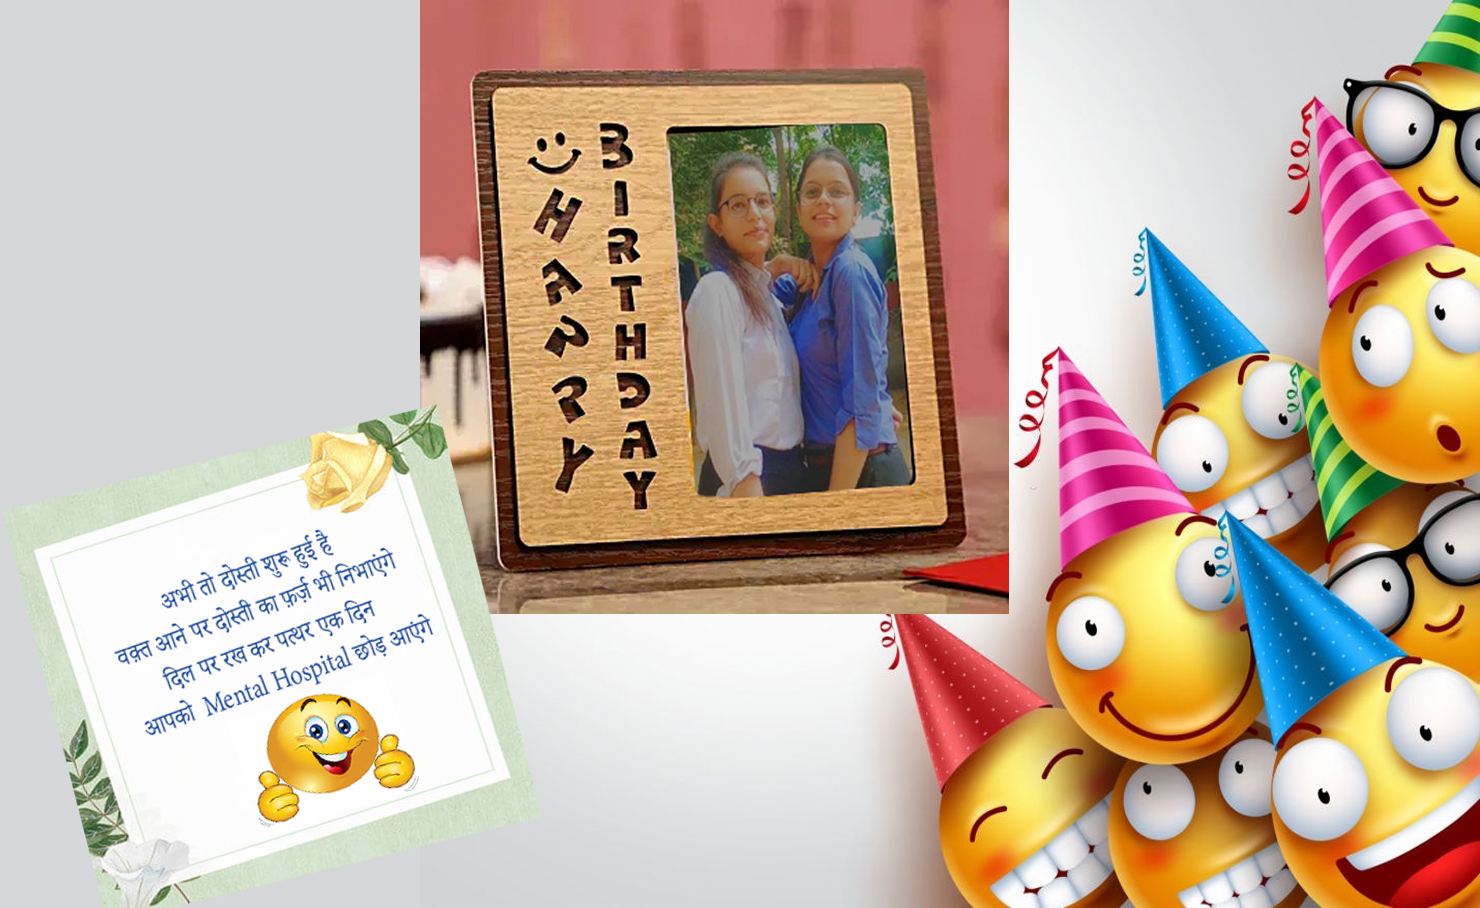 HAPPY
BIRTHDAY
अभी तो दोस्ती शुरू हुई है
वक़्त आने पर दोस्ती का फ़र्ज़ भी निभाएंगे
दिल पर रख कर पत्थर एक दिन
आपको Mental Hospital छोड़ आएंगे